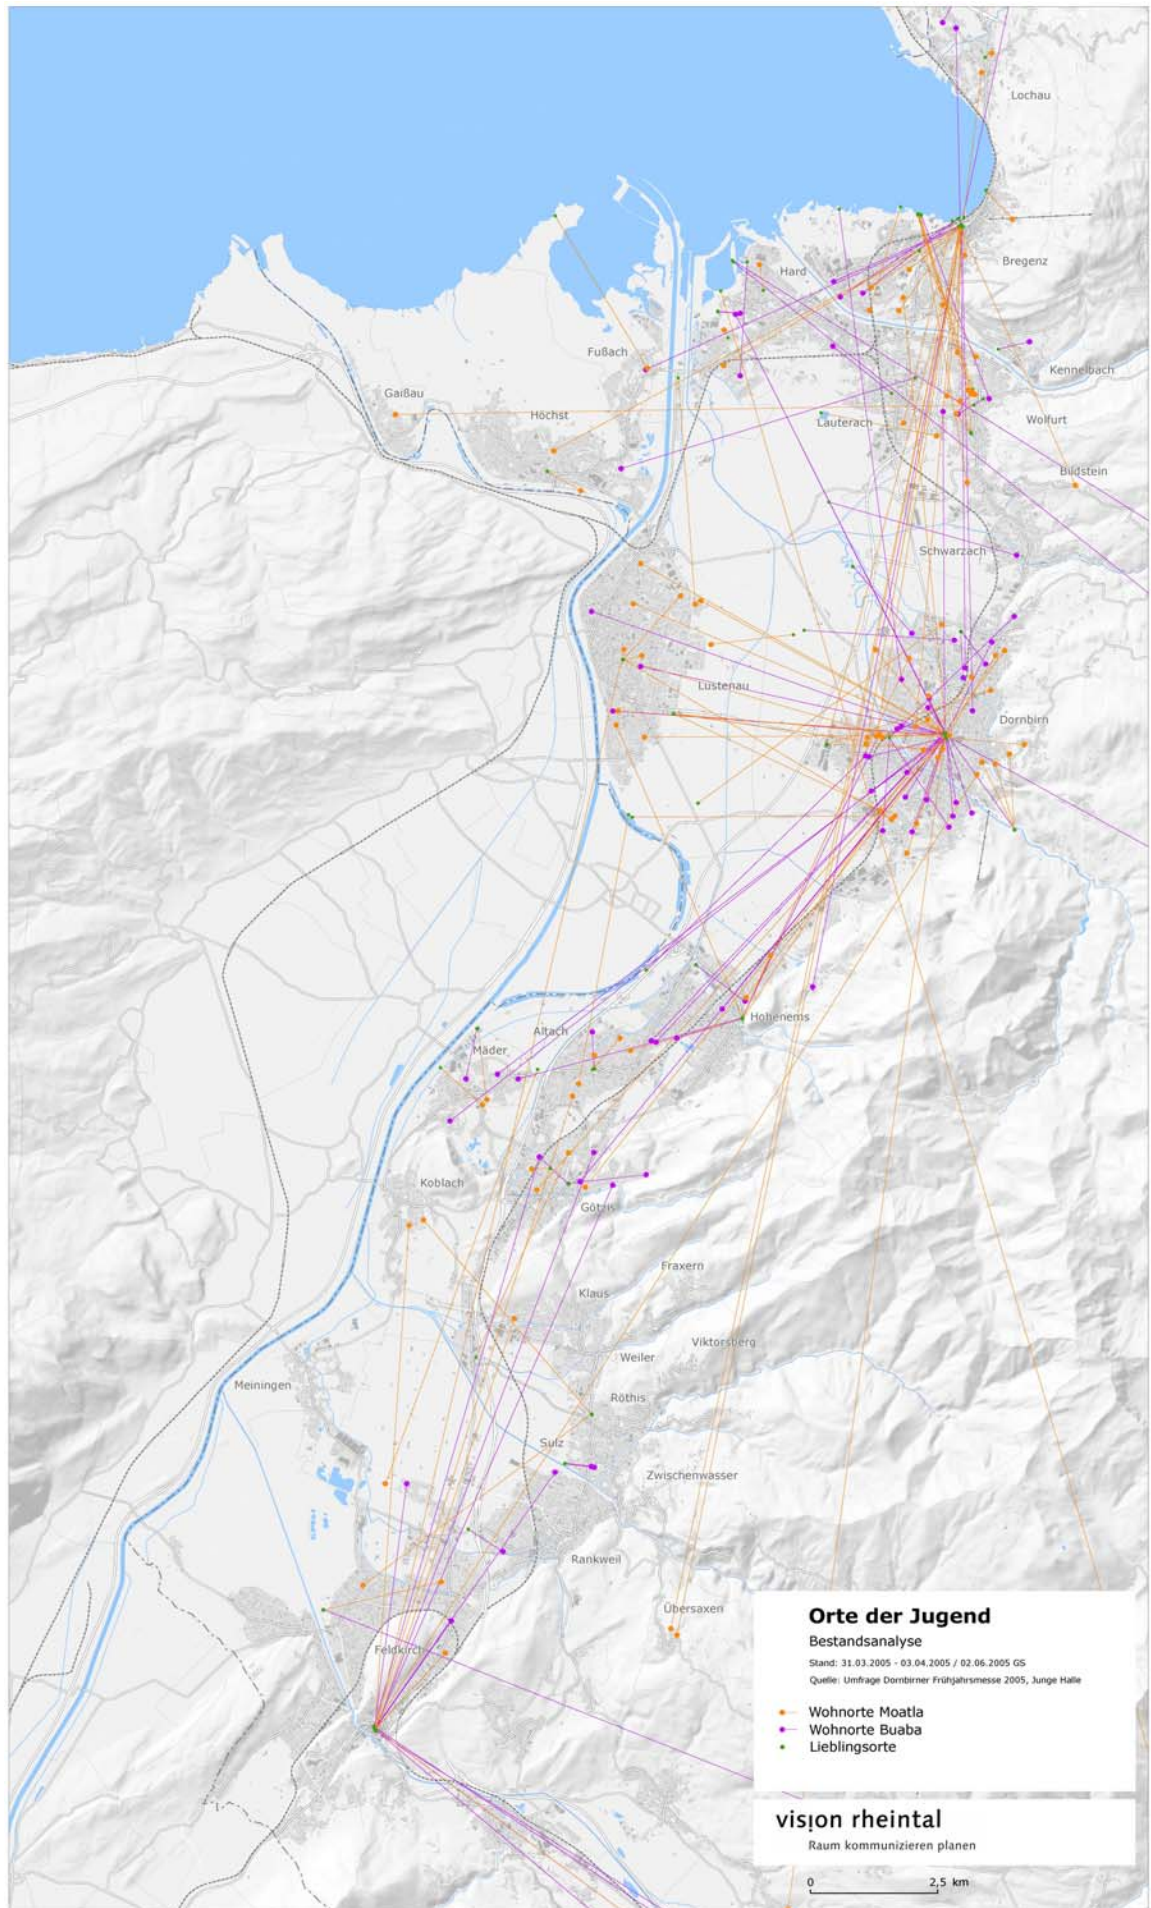 Lochau
Bregenz
Hard
Fußach
Kennelbach
Gaißau
Höchst
Lauterach
Wolfurt
Bildstein
Schwarzach
Lustenau
Dornbirn
Hohenems
Altach
Mäder
Koblach
Götzis
Fraxern
Klaus
Viktorsberg
Weiler
Meiningen
Röthis
Sulz
Zwischenwasser
Rankweil
Übersaxen
Feldkirch
Orte der Jugend
Bestandsanalyse
Stand: 31.03.2005 - 03.04.2005 / 02.06.2005 GS
Quelle: Umfrage Dornbirner Frühjahrsmesse 2005, Junge Halle
Wohnorte Moatla
Wohnorte Buaba
Lieblingsorte
vision rheintal
Raum kommunizieren planen
0 2,5 km